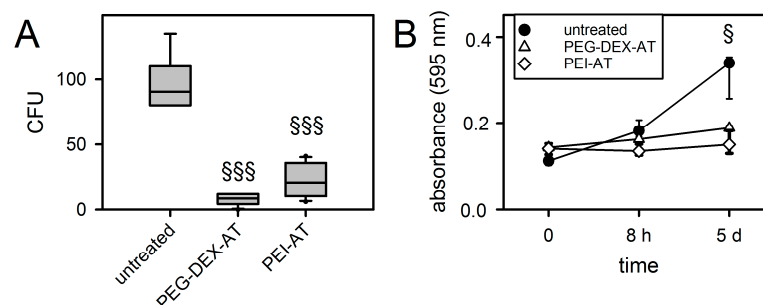 A
CFU
100
50
0
§§§
§§§
untreated
PEG-DEX-AT
PEI-AT
B
absorbance (595 nm)
0.4
0.2
0.0
untreated
PEG-DEX-AT
PEI-AT
§
0
8 h
5 d
time